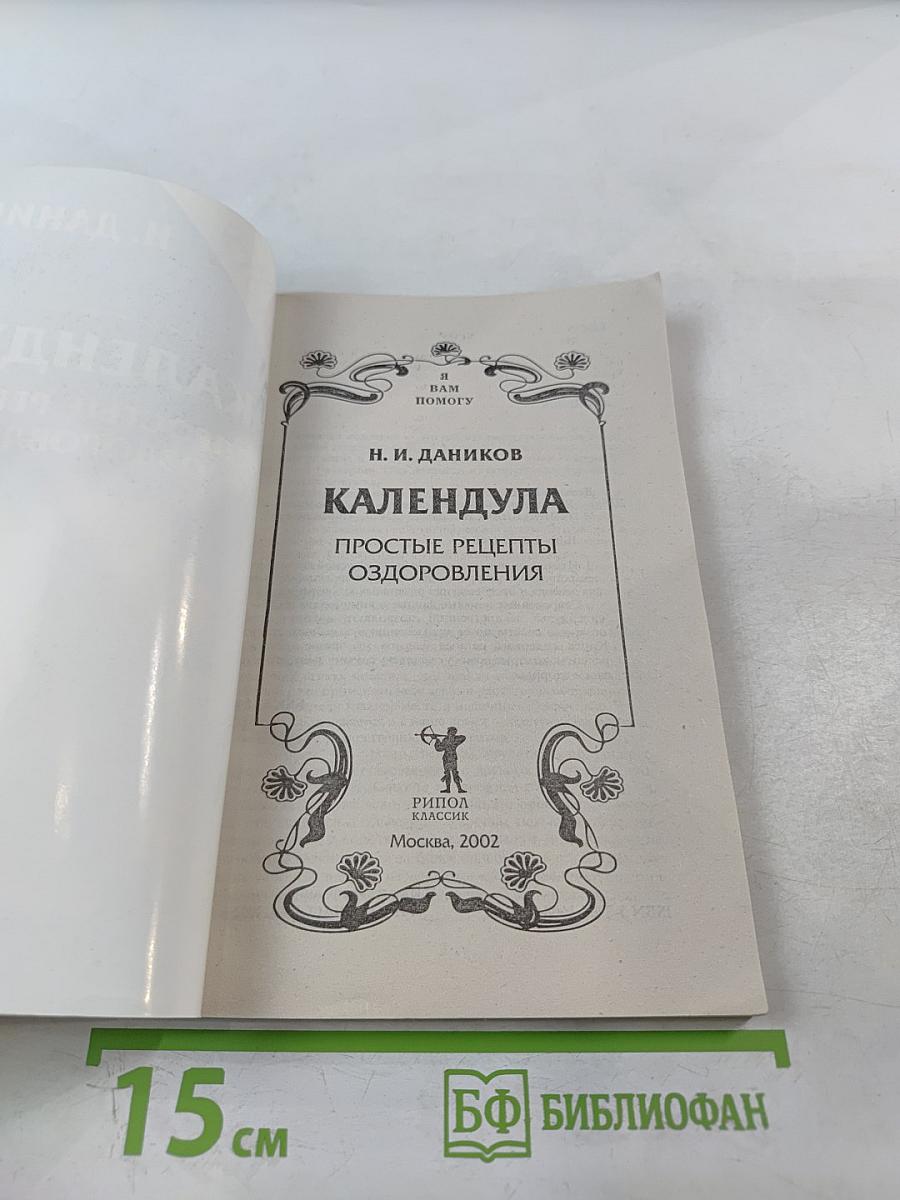 Я
ВАМ
ПОМОГУ
Н. И. ДАНИКОВ
КАЛЕНДУЛА
ПРОСТЫЕ РЕЦЕПТЫ
ОЗДОРОВЛЕНИЯ
РИПОЛ
КЛАССИК
Москва, 2002
15 см
БФ БИБЛИОФАН